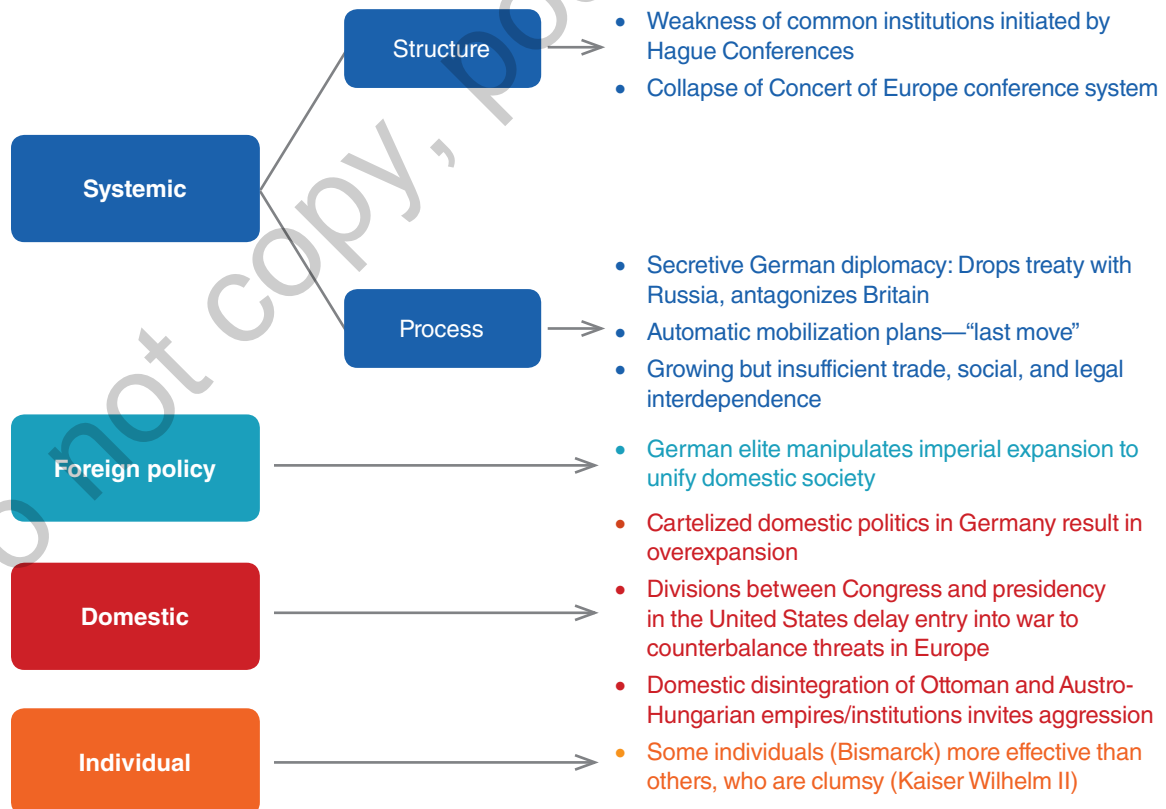 Structure
• Weakness of common institutions initiated by
Hague Conferences
• Collapse of Concert of Europe conference system
Systemic
• Secretive German diplomacy: Drops treaty with
Russia, antagonizes Britain
Process
• Automatic mobilization plans—“last move”
• Growing but insufficient trade, social, and legal
interdependence
Foreign policy
• German elite manipulates imperial expansion to
unify domestic society
• Cartelized domestic politics in Germany result in
overexpansion
Domestic
• Divisions between Congress and presidency
in the United States delay entry into war to
counterbalance threats in Europe
• Domestic disintegration of Ottoman and Austro-
Hungarian empires/institutions invites aggression
Individual
• Some individuals (Bismarck) more effective than
others, who are clumsy (Kaiser Wilhelm II)
not copy,